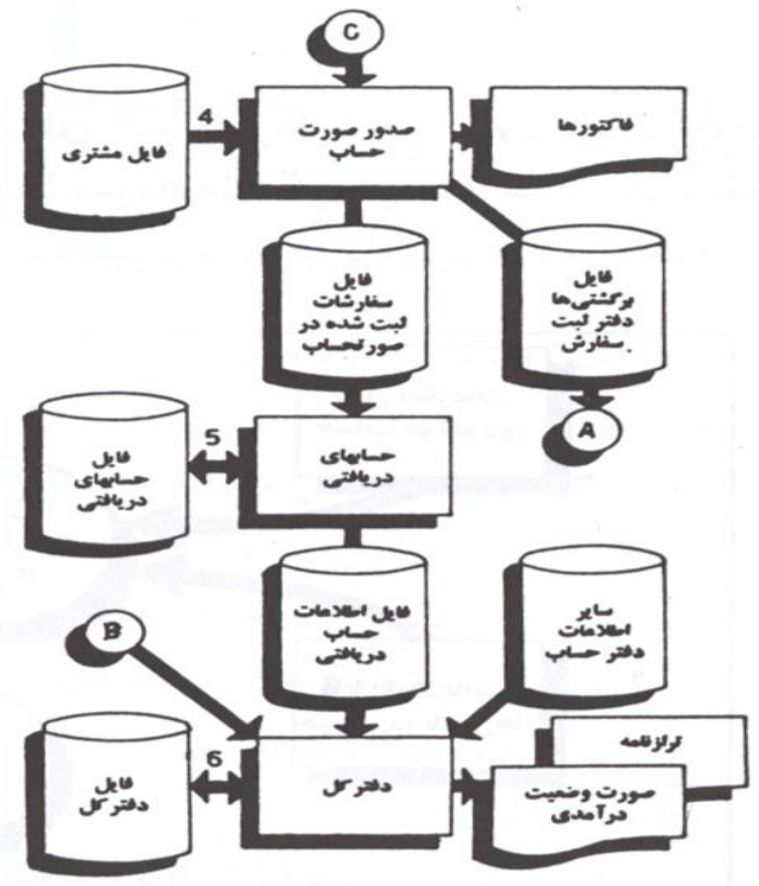 C
فایل مشتری
4
صدور صورت
حساب
فاکتورها
فایل
سفارشات
ثبت شده در
صورتحساب
فایل
برگشتی‌ها
دفتر ثبت
سفارش
A
فایل
حسابهای
دریافتی
5
حسابهای
دریافتی
B
فایل اطلاعات
حساب
دریافتی
سایر
اطلاعات
دفتر حساب
فایل
دفتر کل
6
دفتر کل
ترازنامه
صورت وضعیت
درآمدی